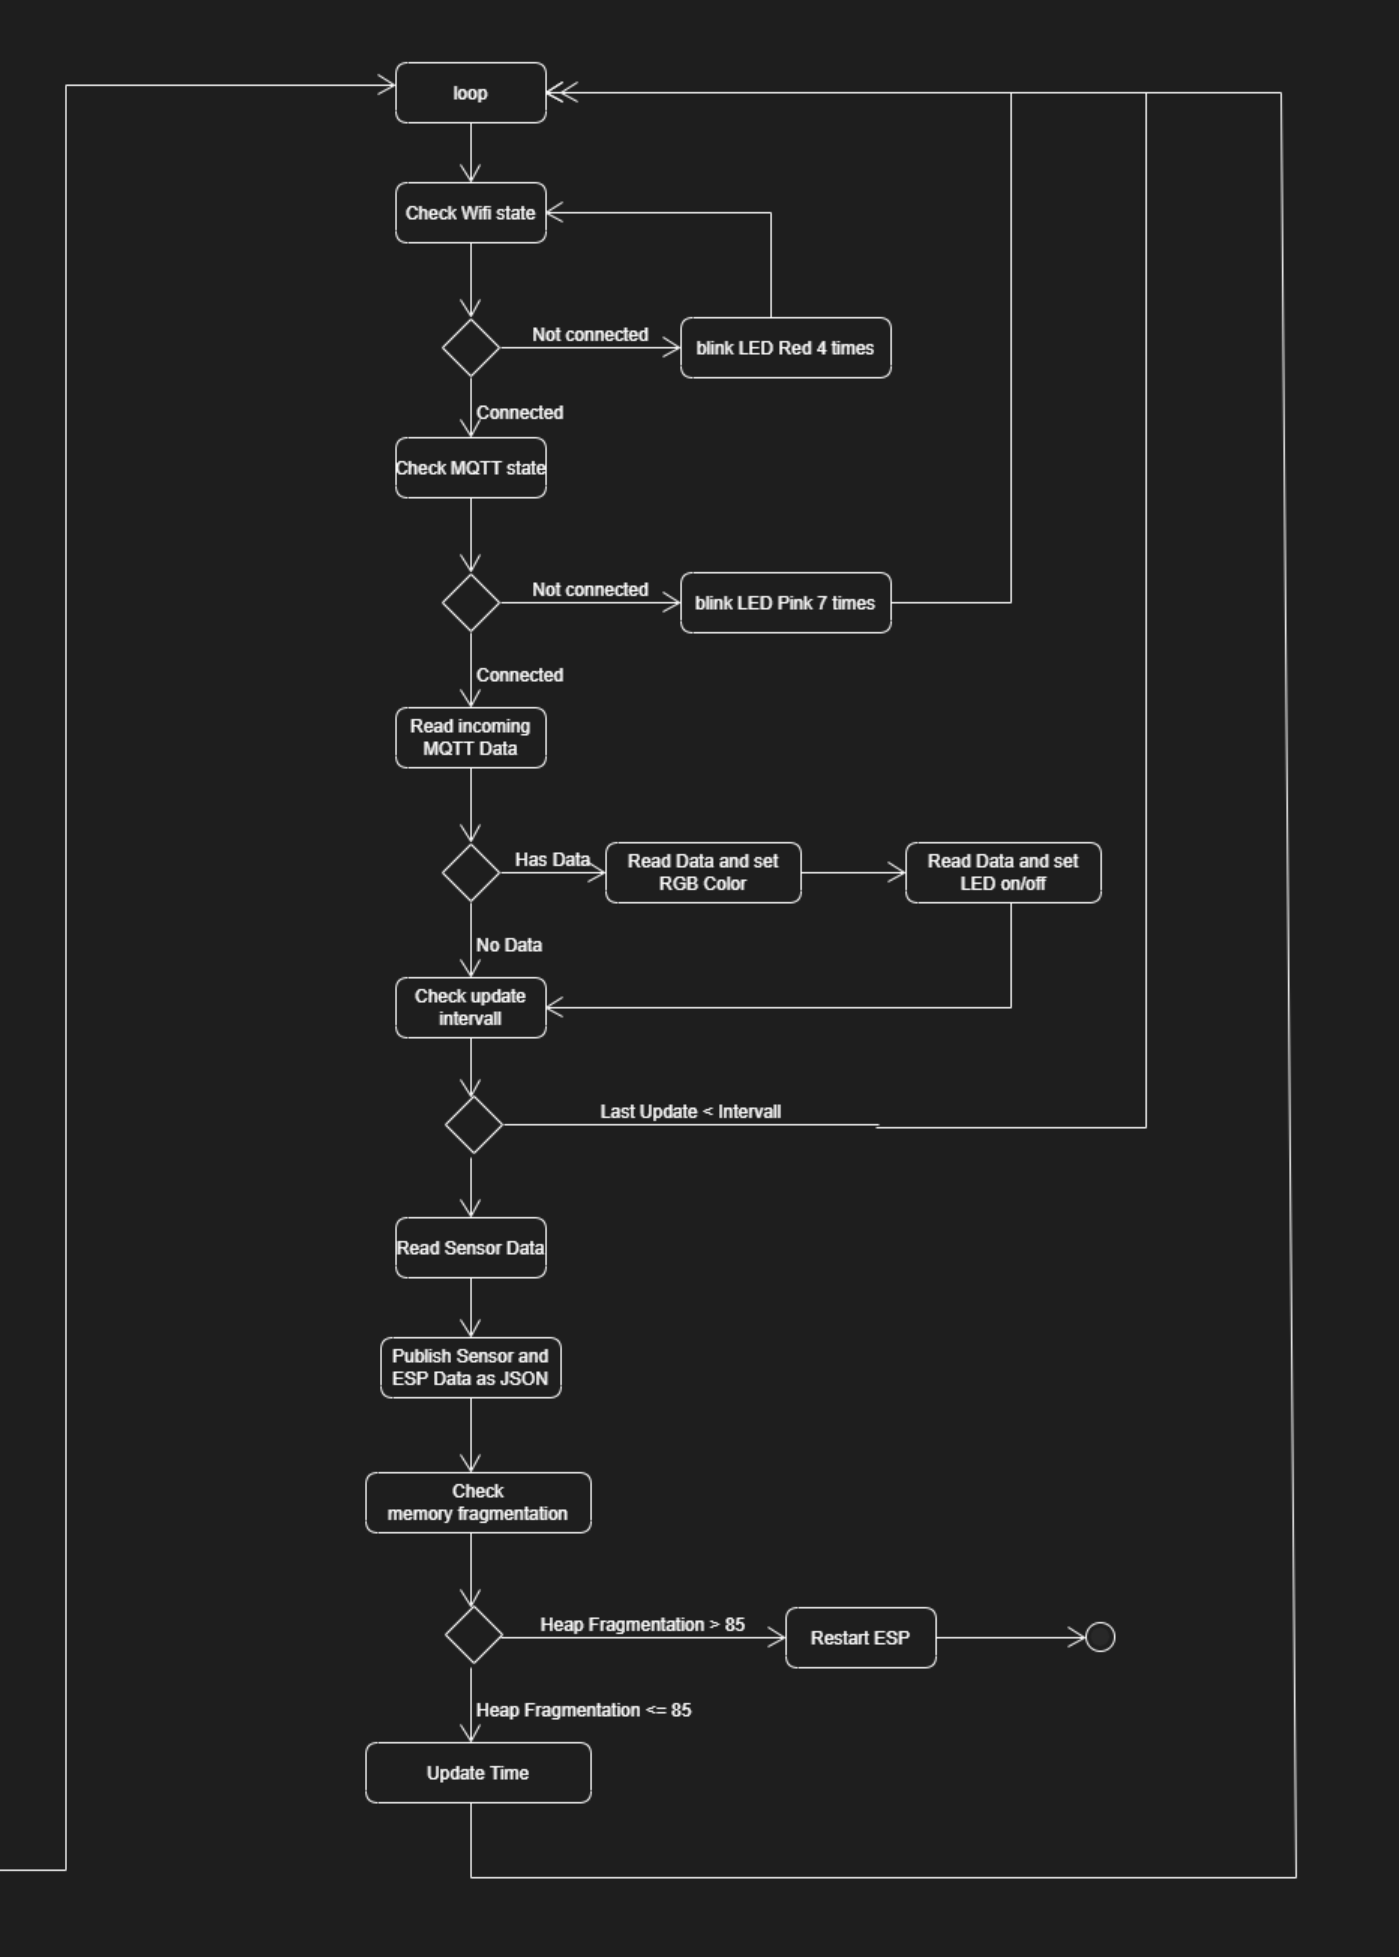 loop
Check Wifi state
Not connected
blink LED Red 4 times
Connected
Check MQTT state
Not connected
blink LED Pink 7 times
Connected
Read incoming
MQTT Data
Has Data
Read Data and set
RGB Color
Read Data and set
LED on/off
No Data
Check update
intervall
Last Update < Intervall
Read Sensor Data
Publish Sensor and
ESP Data as JSON
Check
memory fragmentation
Heap Fragmentation > 85
Restart ESP
Heap Fragmentation <= 85
Update Time